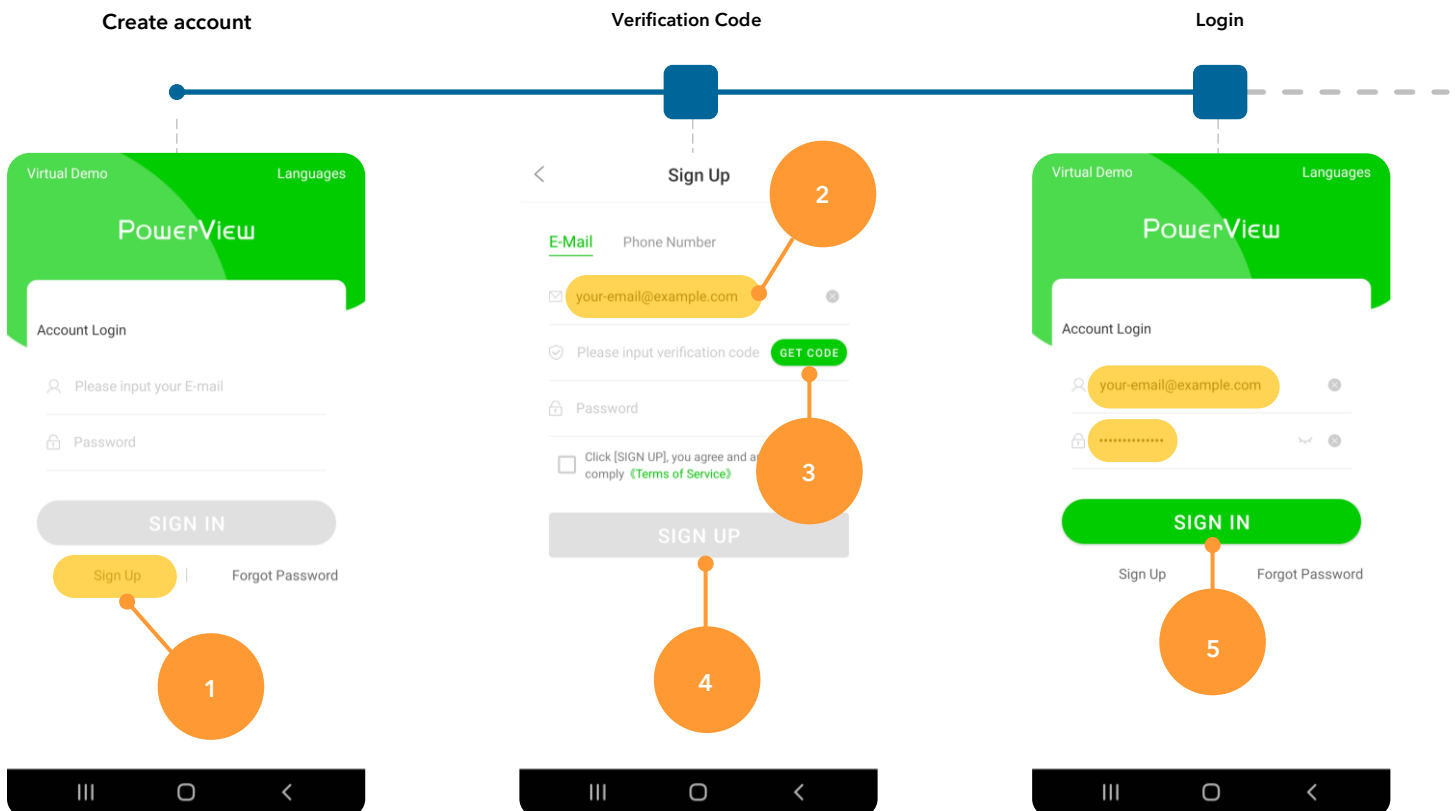 Create account
Verification Code
Login
Virtual Demo
Languages
PowerView
Account Login
Please input your E-mail
Password
SIGN IN
Sign Up
Forgot Password
1
Sign Up
2
E-Mail
Phone Number
your-email@example.com
Please input verification code
GET CODE
Password
3
Click [SIGN UP], you agree and
comply 《Terms of Service》
SIGN UP
4
Virtual Demo
Languages
PowerView
Account Login
your-email@example.com
••••••••••••••
SIGN IN
Sign Up
Forgot Password
5